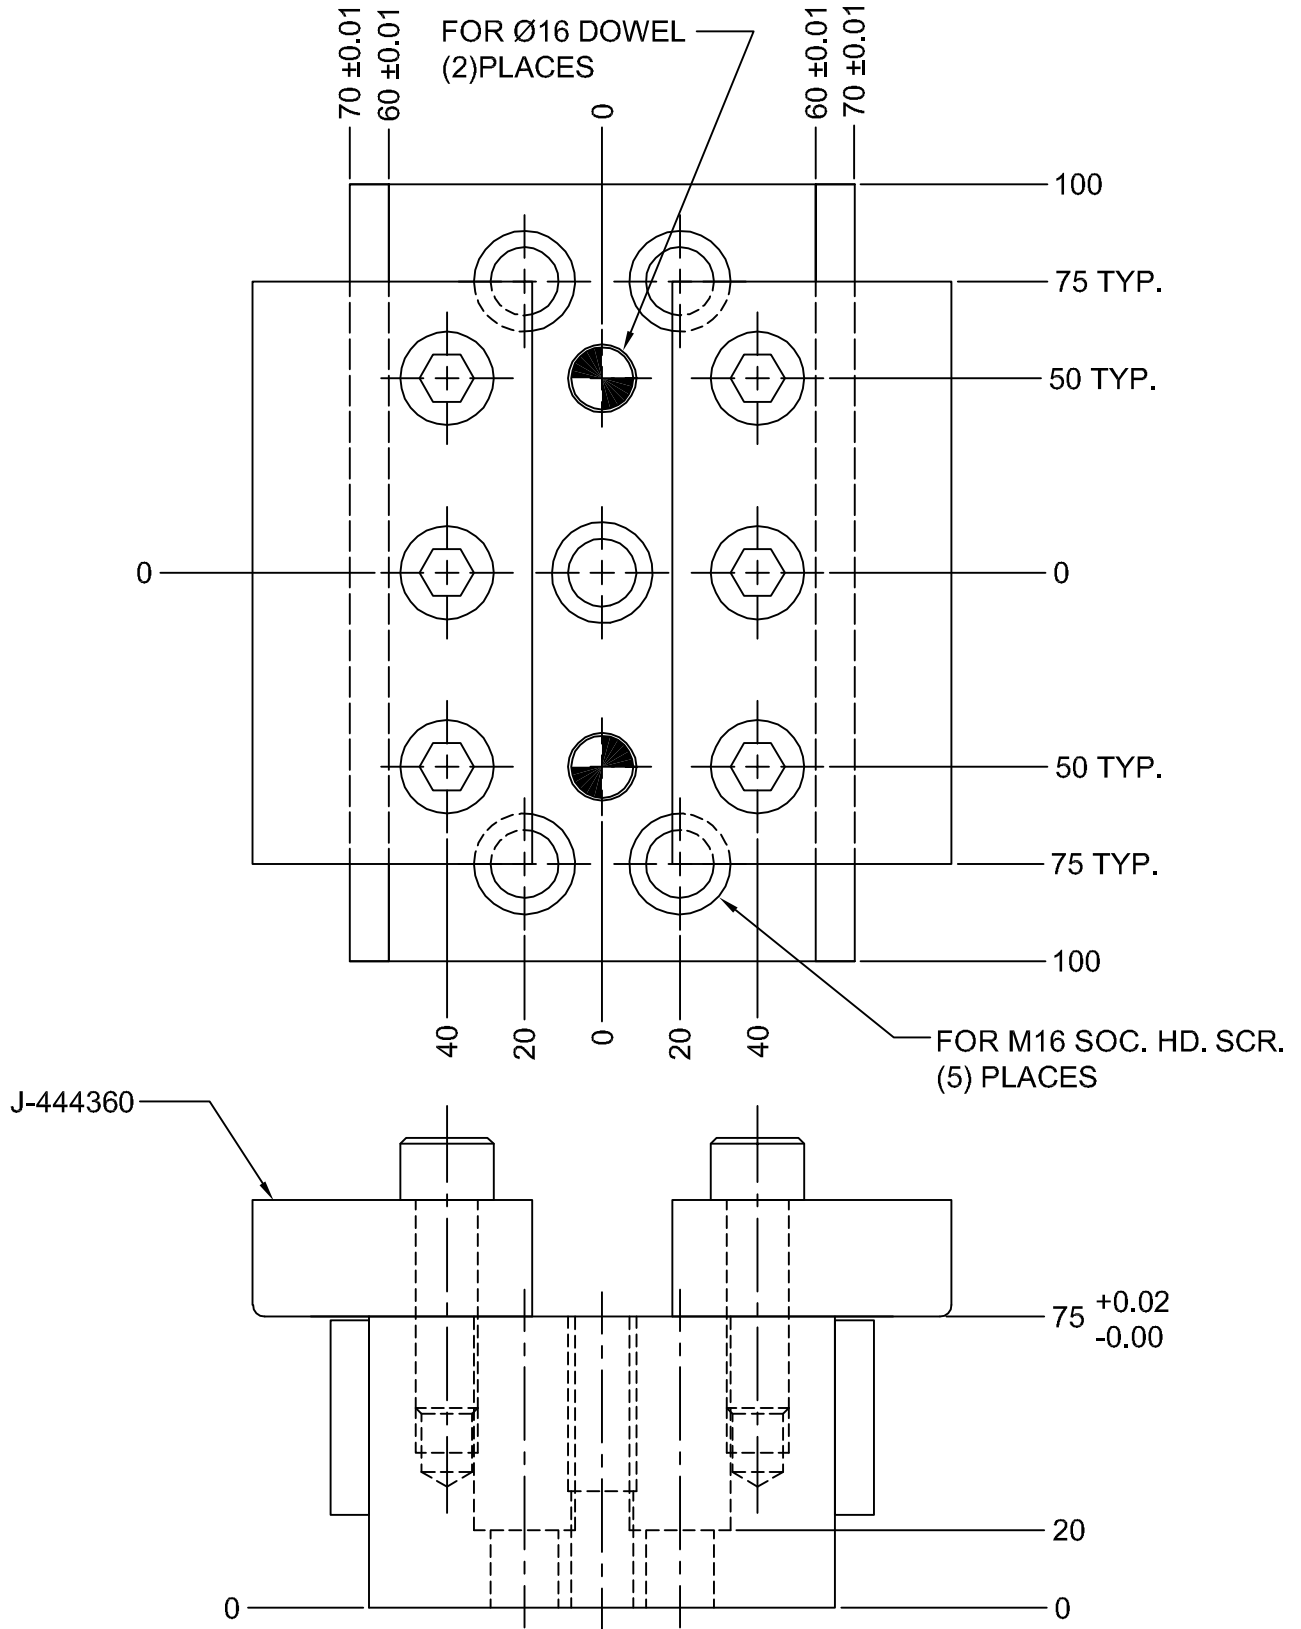 70 ±0.01
60 ±0.01
FOR Ø16 DOWEL
(2)PLACES
0
60 ±0.01
70 ±0.01
100
75 TYP.
50 TYP.
0
0
50 TYP.
75 TYP.
100
40
20
0
20
40
FOR M16 SOC. HD. SCR.
(5) PLACES
J-444360
75 +0.02
-0.00
20
0
0